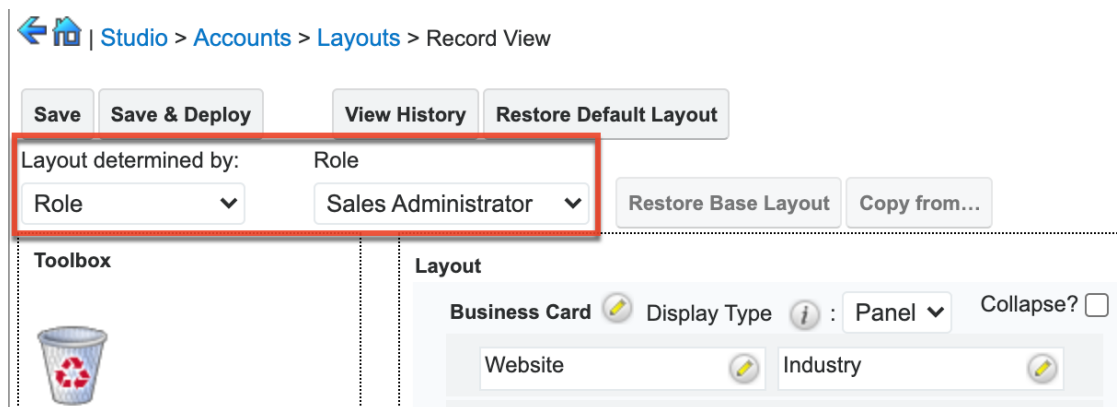 | Studio > Accounts > Layouts > Record View
Save Save & Deploy View History Restore Default Layout
Layout determined by: Role
Role Sales Administrator Restore Base Layout Copy from...
Toolbox
Layout
Business Card Display Type i : Panel Collapse?
Website Industry